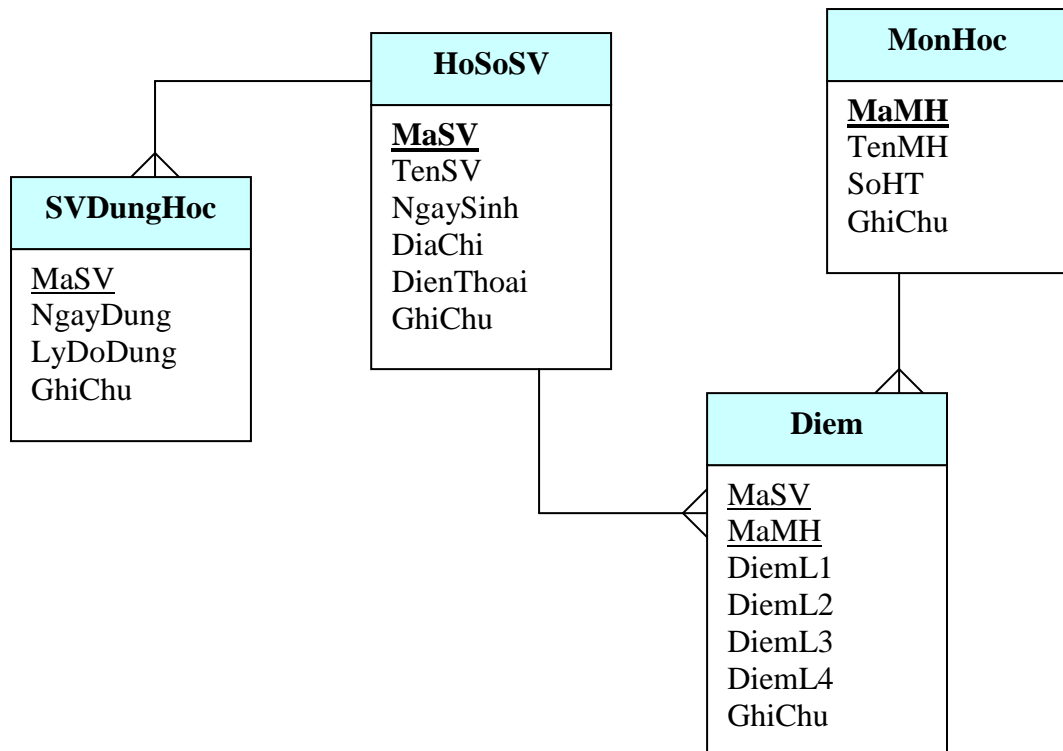 HoSoSV
MaSV
TenSV
NgaySinh
DiaChi
DienThoai
GhiChu
MonHoc
MaMH
TenMH
SoHT
GhiChu
SVDungHoc
MaSV
NgayDung
LyDoDung
GhiChu
Diem
MaSV
MaMH
DiemL1
DiemL2
DiemL3
DiemL4
GhiChu